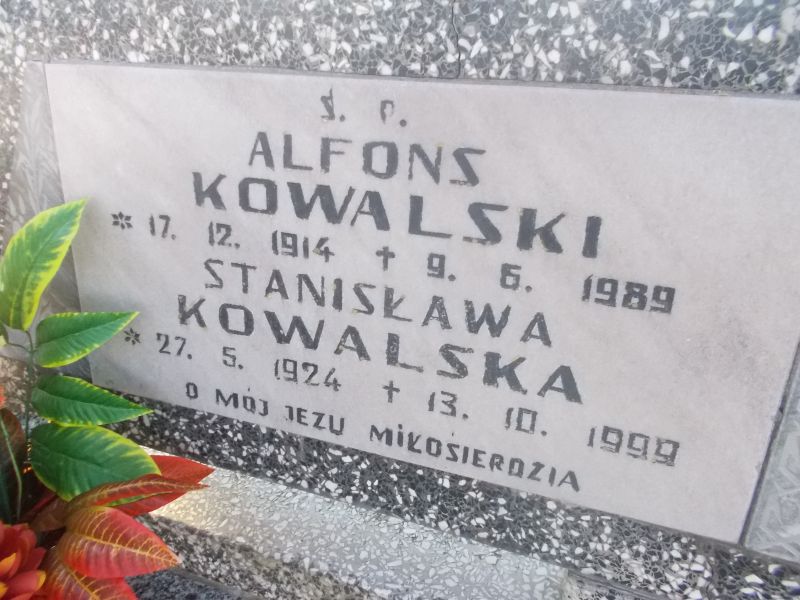 Ś. P.
ALFONS
KOWALSKI
* 17. 12. 1914 + 9. 6. 1989
STANISŁAWA
KOWALSKA
* 27. 5. 1924 + 13. 10. 1999
O MÓJ JEZU MIŁOSIERDZIA